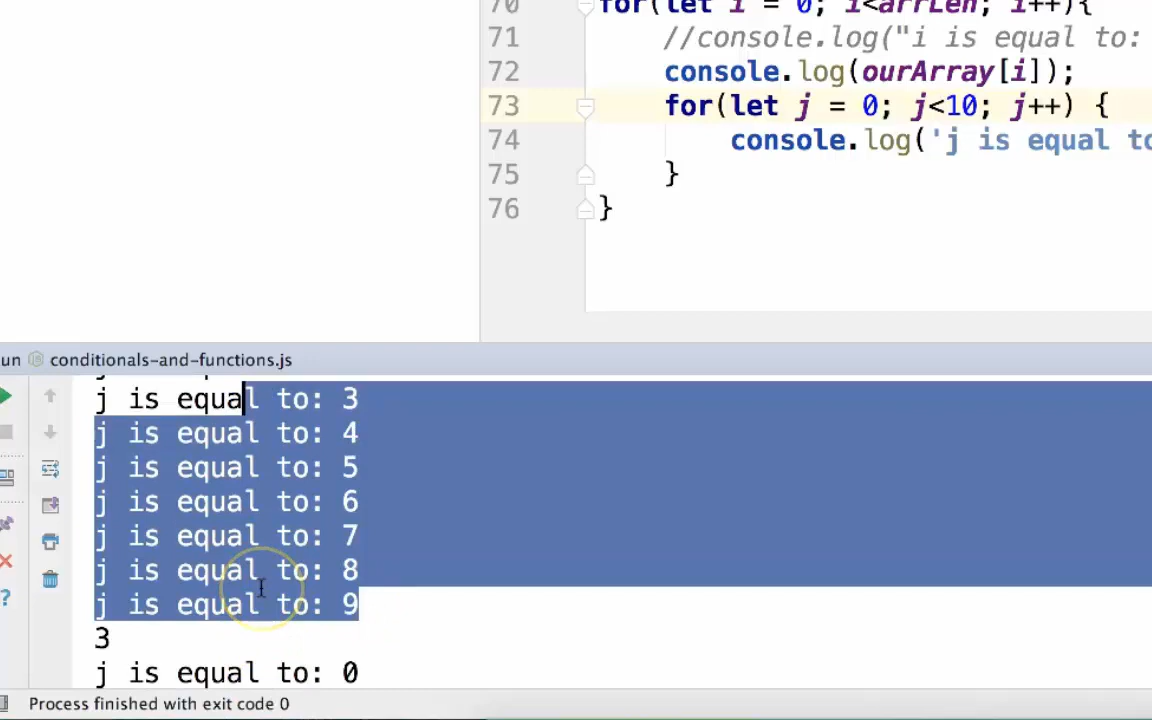 70 for(let i = 0; i<arrLen; i++){
71 //console.log("i is equal to:
72 console.log(ourArray[i]);
73 for(let j = 0; j<10; j++) {
74 console.log('j is equal to
75 }
76 }
un conditionals-and-functions.js
j is equal to: 3
j is equal to: 4
j is equal to: 5
j is equal to: 6
j is equal to: 7
j is equal to: 8
j is equal to: 9
3
j is equal to: 0
Process finished with exit code 0